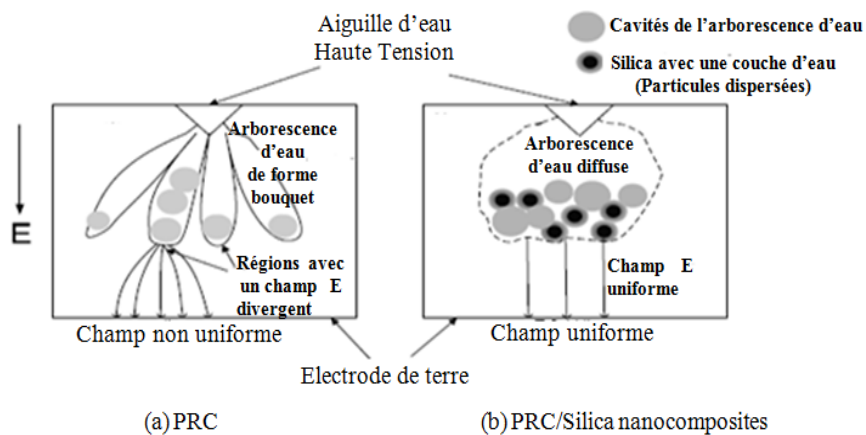 Aiguille d'eau
Haute Tension
Cavités de l'arborescence d'eau
Silica avec une couche d'eau
(Particules dispersées)
E
Arborescence
d'eau
de forme
bouquet
Régions avec
un champ E
divergent
Champ non uniforme
Arborescence
d'eau diffuse
Champ E
uniforme
Champ uniforme
Electrode de terre
(a) PRC
(b) PRC/Silica nanocomposites